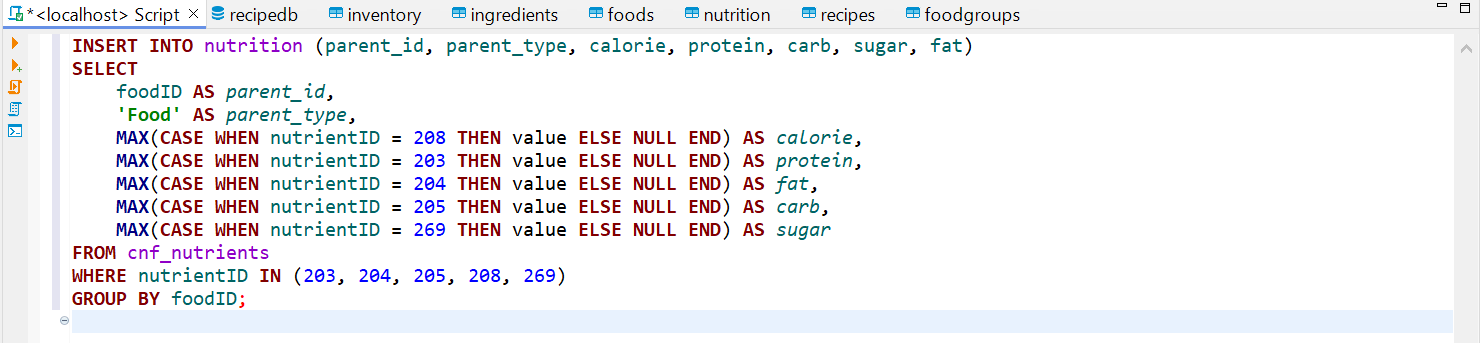 *<localhost> Script recipedb inventory ingredients foods nutrition recipes foodgroups
INSERT INTO nutrition (parent_id, parent_type, calorie, protein, carb, sugar, fat)
SELECT
    foodID AS parent_id,
    'Food' AS parent_type,
    MAX(CASE WHEN nutrientID = 208 THEN value ELSE NULL END) AS calorie,
    MAX(CASE WHEN nutrientID = 203 THEN value ELSE NULL END) AS protein,
    MAX(CASE WHEN nutrientID = 204 THEN value ELSE NULL END) AS fat,
    MAX(CASE WHEN nutrientID = 205 THEN value ELSE NULL END) AS carb,
    MAX(CASE WHEN nutrientID = 269 THEN value ELSE NULL END) AS sugar
FROM cnf_nutrients
WHERE nutrientID IN (203, 204, 205, 208, 269)
GROUP BY foodID;